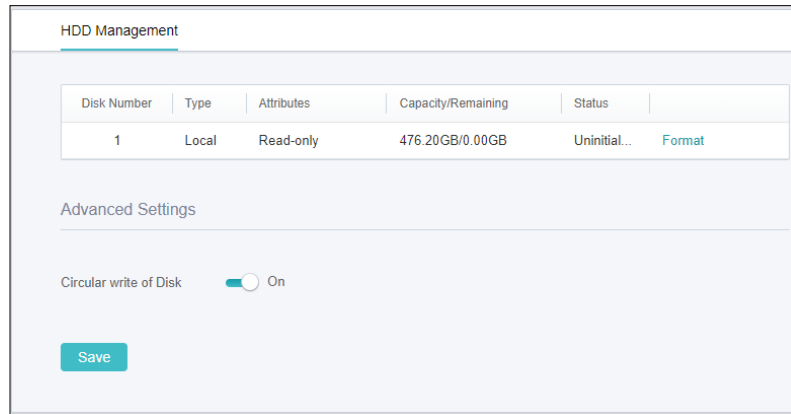 HDD Management
Disk Number Type Attributes Capacity/Remaining Status
1 Local Read-only 476.20GB/0.00GB Uninitial... Format
Advanced Settings
Circular write of Disk On
Save